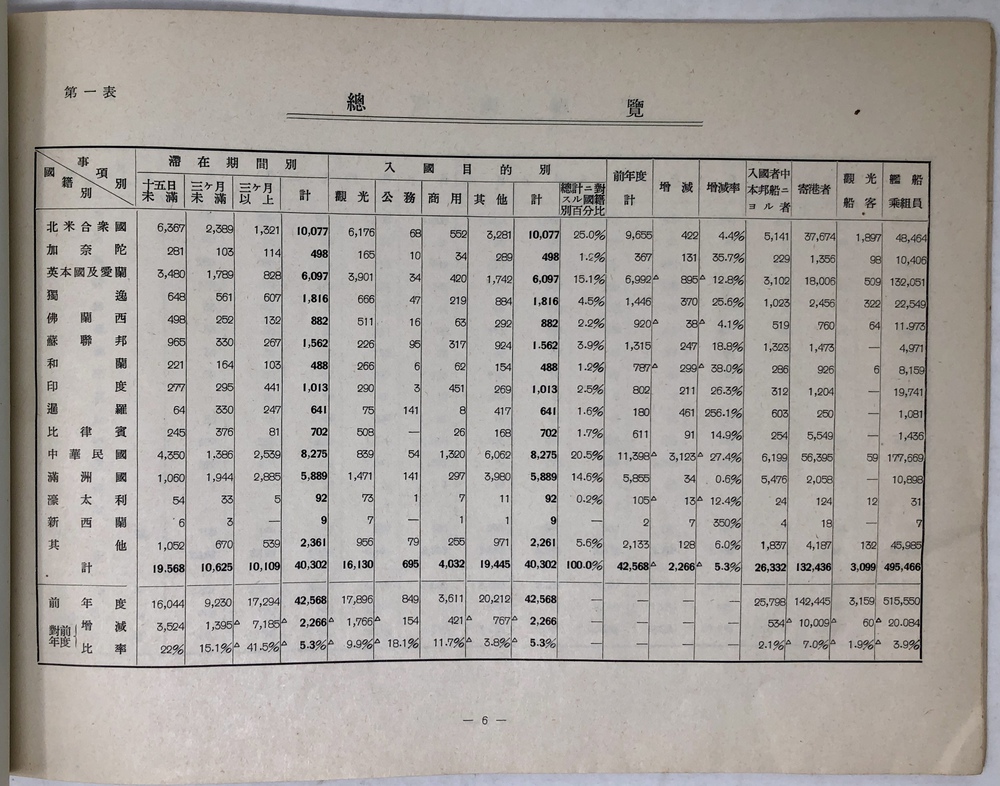 第一表
總覽
國籍別 事項別 滯在期間別 入國目的別 前年度計 增減 增減率 入國者中本邦船ニヨル者 寄港者 觀光船客 艦船乘組員
十五日未滿 三ケ月未滿 三ケ月以上 計 觀光 公務 商用 其他 計 總計ニ對スル國籍別百分比
北米合衆國 6,367 2,389 1,321 10,077 6,176 68 552 3,281 10,077 25.0% 9,655 422 4.4% 5,141 37,674 1,897 48,464
加奈陀 281 103 114 498 165 10 34 289 498 1.2% 367 131 35.7% 229 1,356 98 10,406
英本國及愛蘭 3,480 1,789 828 6,097 3,901 34 420 1,742 6,097 15.1% 6,992 △ 895 △ 12.8% 3,102 18,006 509 132,051
獨逸 648 561 607 1,816 666 47 219 884 1,816 4.5% 1,446 370 25.6% 1,023 2,456 322 22,549
佛蘭西 498 252 132 882 511 16 63 292 882 2.2% 920 △ 38 △ 4.1% 519 760 64 11.973
蘇聯邦 965 330 267 1,562 226 95 317 924 1.562 3.9% 1,315 247 18.8% 1,323 1,473 — 4,971
和蘭 221 164 103 488 266 6 62 154 488 1.2% 787 △ 299 △ 38.0% 286 926 6 8,159
印度 277 295 441 1,013 290 3 451 269 1,013 2.5% 802 211 26.3% 312 1,204 — 19,741
暹羅 64 330 247 641 75 141 8 417 641 1.6% 180 461 256.1% 603 250 — 1,081
比律賓 245 376 81 702 508 — 26 168 702 1.7% 611 91 14.9% 254 5,549 — 1,436
中華民國 4,350 1,386 2,539 8,275 839 54 1,320 6,062 8,275 20.5% 11,398 △ 3,123 △ 27.4% 6,199 56,395 59 177,669
滿洲國 1,060 1,944 2,885 5,889 1,471 141 297 3,980 5,889 14.6% 5,855 34 0.6% 5,476 2,058 — 10,898
濠太利 54 33 5 92 73 1 7 11 92 0.2% 105 △ 13 △ 12.4% 24 124 12 31
新西蘭 6 3 — 9 7 — 1 1 9 — 2 7 350% 4 18 — 7
其他 1,052 670 539 2,361 956 79 255 971 2,261 5.6% 2,133 128 6.0% 1,837 4,187 132 45,985
計 19.568 10,625 10,109 40,302 16,130 695 4,032 19,445 40,302 100.0% 42,568 △ 2,266 △ 5.3% 26,332 132,436 3,099 495,466
前年度 16,044 9,230 17,294 42,568 17,896 849 3,611 20,212 42,568 — — — — 25,798 142,445 3,159 515,550
對前年度 增減 3,524 1,395 △ 7,185 △ 2,266 △ 1,766 △ 154 421 △ 767 △ 2,266 — — — — 534 △ 10,009 △ 60 △ 20.084
比率 22% 15.1% △ 41.5% △ 5.3% △ 9.9% △ 18.1% 11.7% △ 3.8% △ 5.3% — — — — 2.1% △ 7.0% △ 1.9% △ 3.9%
— 6 —